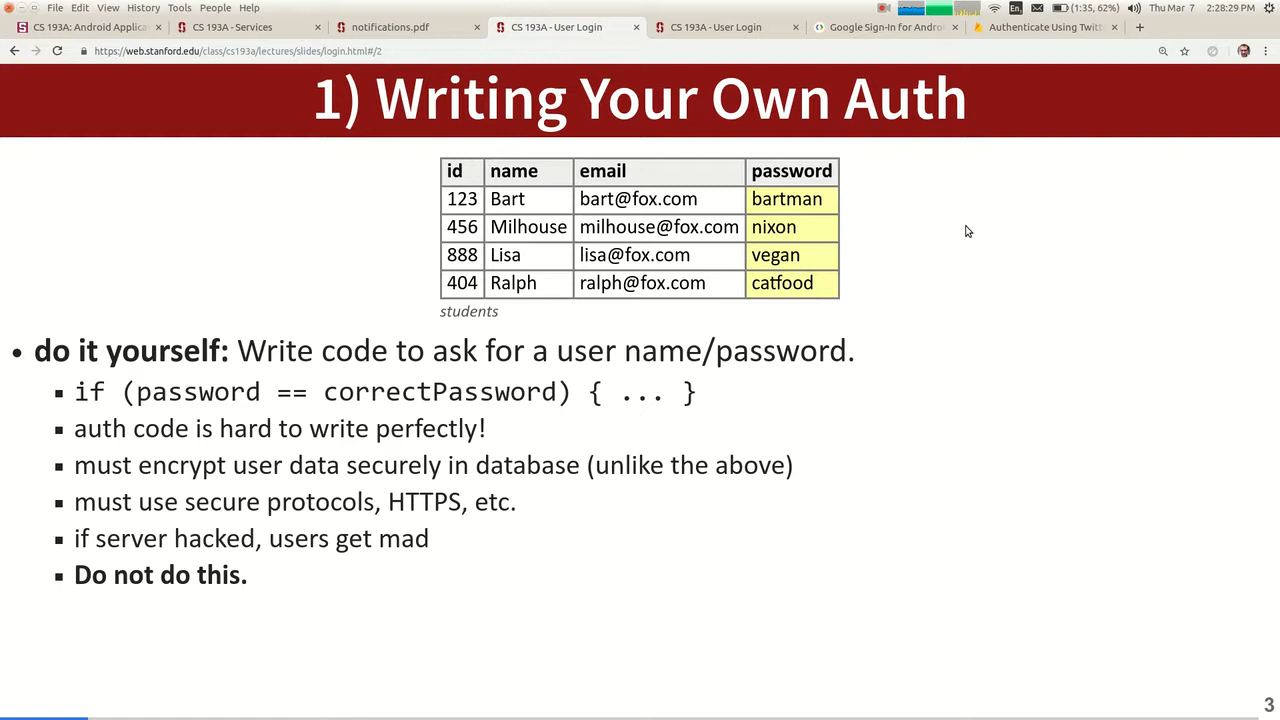 File Edit View History Tools People Help
En (1:35, 62%) Thu Mar 7 2:28:29 PM
CS 193A: Android Applica × CS 193A - Services × notifications.pdf × CS 193A - User Login × CS 193A - User Login × Google Sign-In for Androi × Authenticate Using Twitt ×
https://web.stanford.edu/class/cs193a/lectures/slides/login.html#/2
1) Writing Your Own Auth
id name email password
123 Bart bart@fox.com bartman
456 Milhouse milhouse@fox.com nixon
888 Lisa lisa@fox.com vegan
404 Ralph ralph@fox.com catfood
students
• do it yourself: Write code to ask for a user name/password.
▪ if (password == correctPassword) { ... }
▪ auth code is hard to write perfectly!
▪ must encrypt user data securely in database (unlike the above)
▪ must use secure protocols, HTTPS, etc.
▪ if server hacked, users get mad
▪ Do not do this.
3